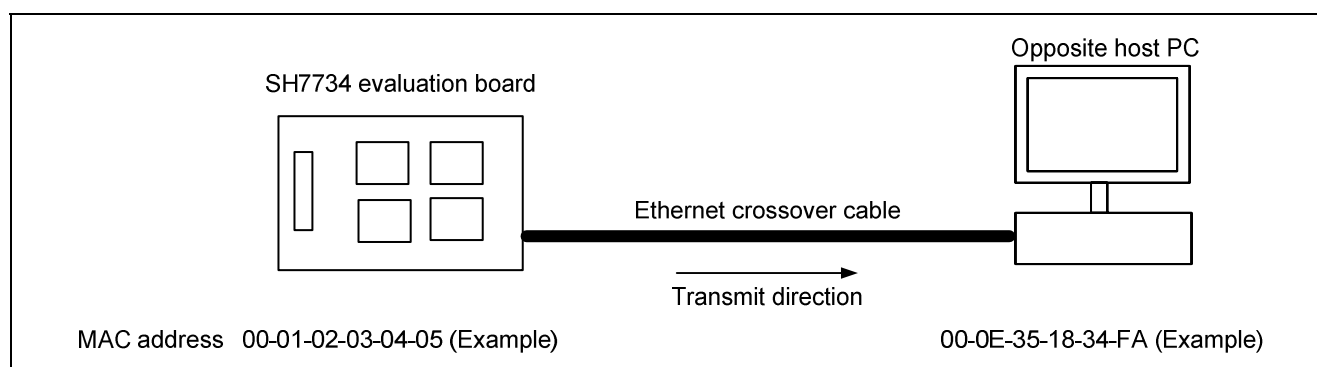 Opposite host PC
SH7734 evaluation board
Ethernet crossover cable
Transmit direction
MAC address 00-01-02-03-04-05 (Example)
00-0E-35-18-34-FA (Example)